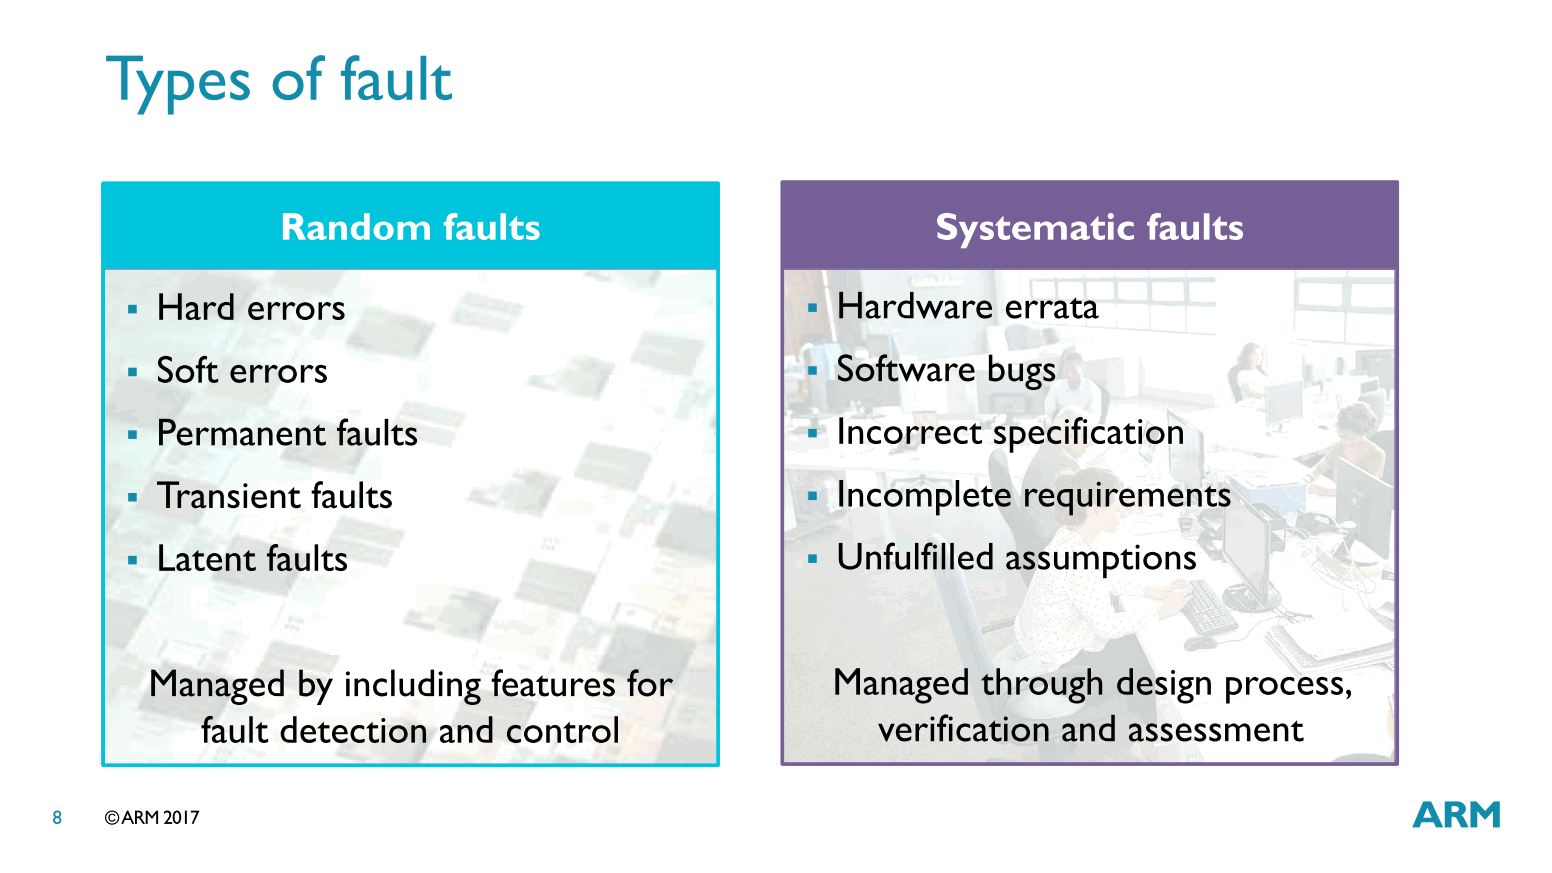 Types of fault
Random faults
▪ Hard errors
▪ Soft errors
▪ Permanent faults
▪ Transient faults
▪ Latent faults
Managed by including features for
fault detection and control
Systematic faults
▪ Hardware errata
▪ Software bugs
▪ Incorrect specification
▪ Incomplete requirements
▪ Unfulfilled assumptions
Managed through design process,
verification and assessment
8 © ARM 2017
ARM